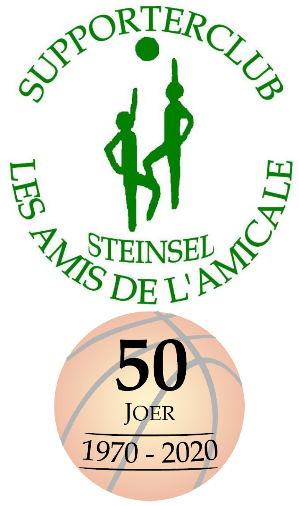 SUPPORTERCLUB
STEINSEL
LES AMIS DE L'AMICALE
50
JOER
1970 - 2020